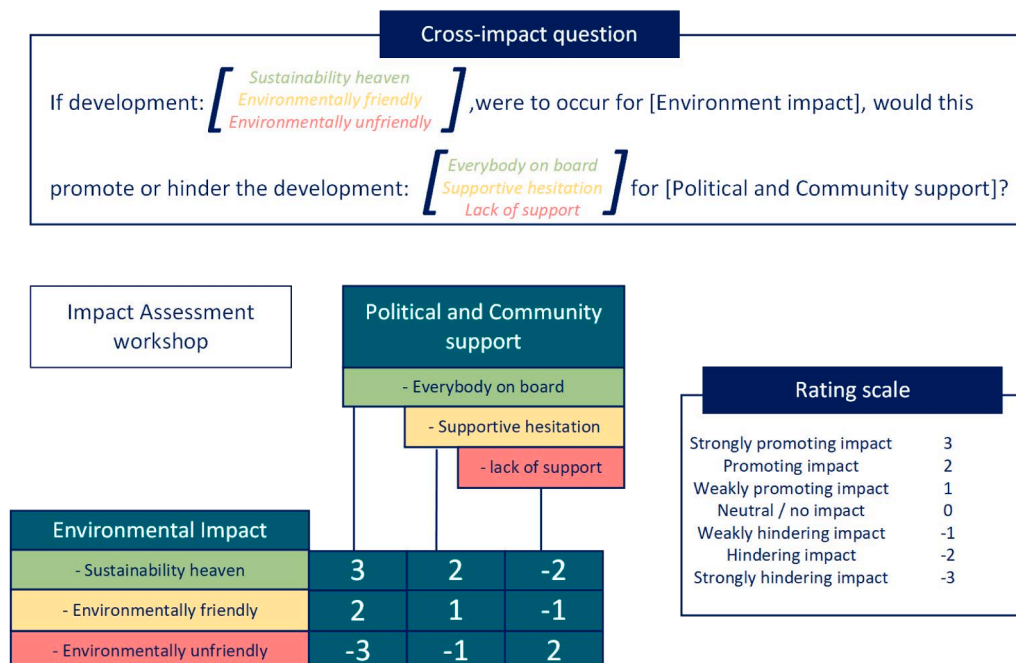 Cross-impact question
Sustainability heaven
If development: Environmentally friendly ,were to occur for [Environment impact], would this
Environmentally unfriendly
Everybody on board
promote or hinder the development: Supportive hesitation for [Political and Community support]?
Lack of support
Impact Assessment
workshop
Political and Community
support
- Everybody on board
- Supportive hesitation
- lack of support
Rating scale
Strongly promoting impact 3
Promoting impact 2
Weakly promoting impact 1
Neutral / no impact 0
Weakly hindering impact -1
Hindering impact -2
Strongly hindering impact -3
Environmental Impact
- Sustainability heaven 3 2 -2
- Environmentally friendly 2 1 -1
- Environmentally unfriendly -3 -1 2